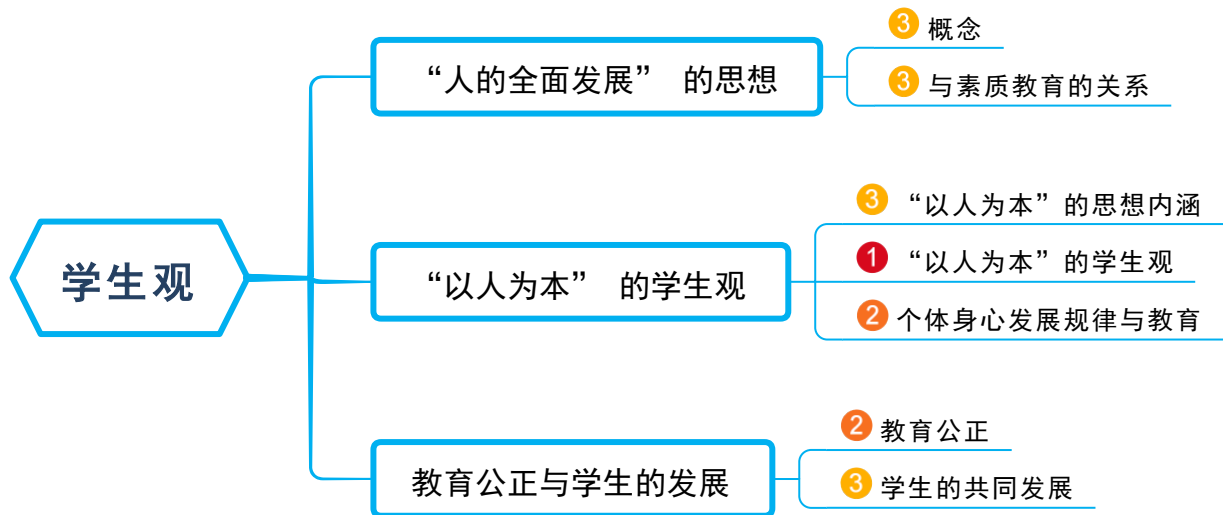 学生观
“人的全面发展” 的思想
3 概念
3 与素质教育的关系
“以人为本” 的学生观
3 “以人为本”的思想内涵
1 “以人为本”的学生观
2 个体身心发展规律与教育
教育公正与学生的发展
2 教育公正
3 学生的共同发展